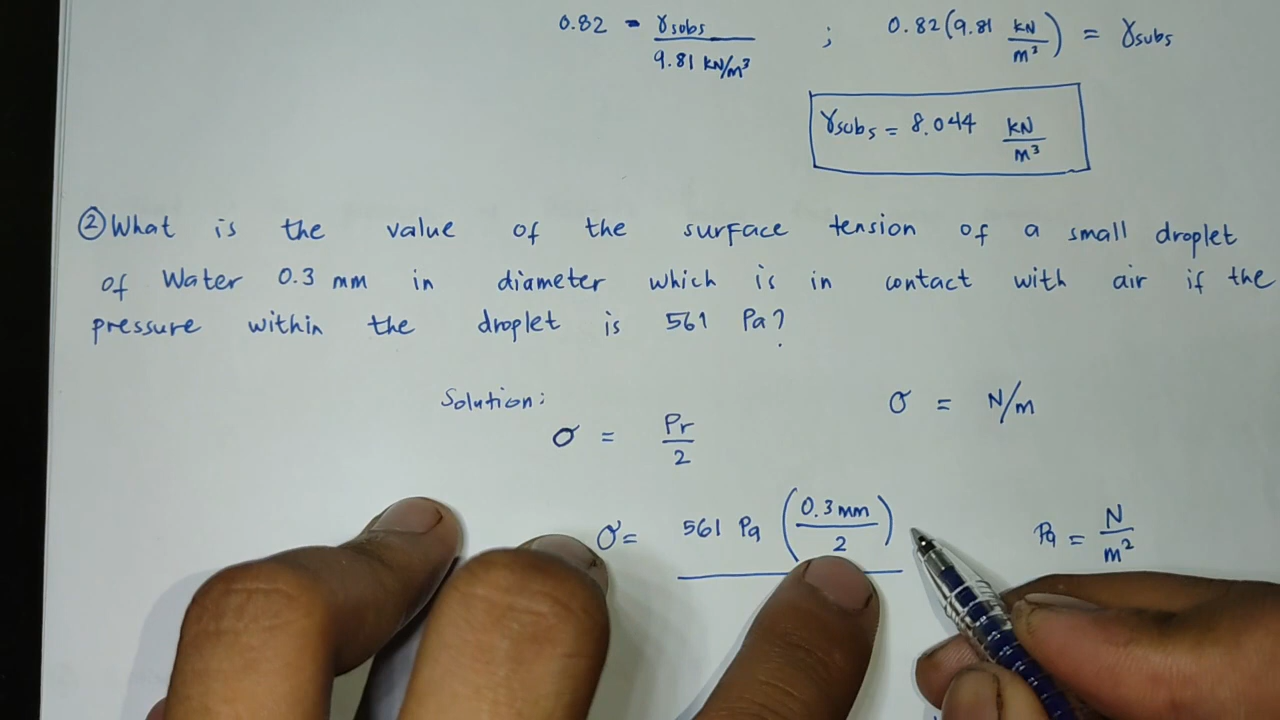 0.82 = γsubs / 9.81 kN/m³ ; 0.82 (9.81 kN/m³) = γsubs
γsubs = 8.044 kN/m³
② What is the value of the surface tension of a small droplet
of Water 0.3 mm in diameter which is in contact with air if the
pressure within the droplet is 561 Pa?
Solution:
σ = N/m
σ = Pr/2
σ = 561 Pa (0.3 mm / 2)
Pa = N/m²